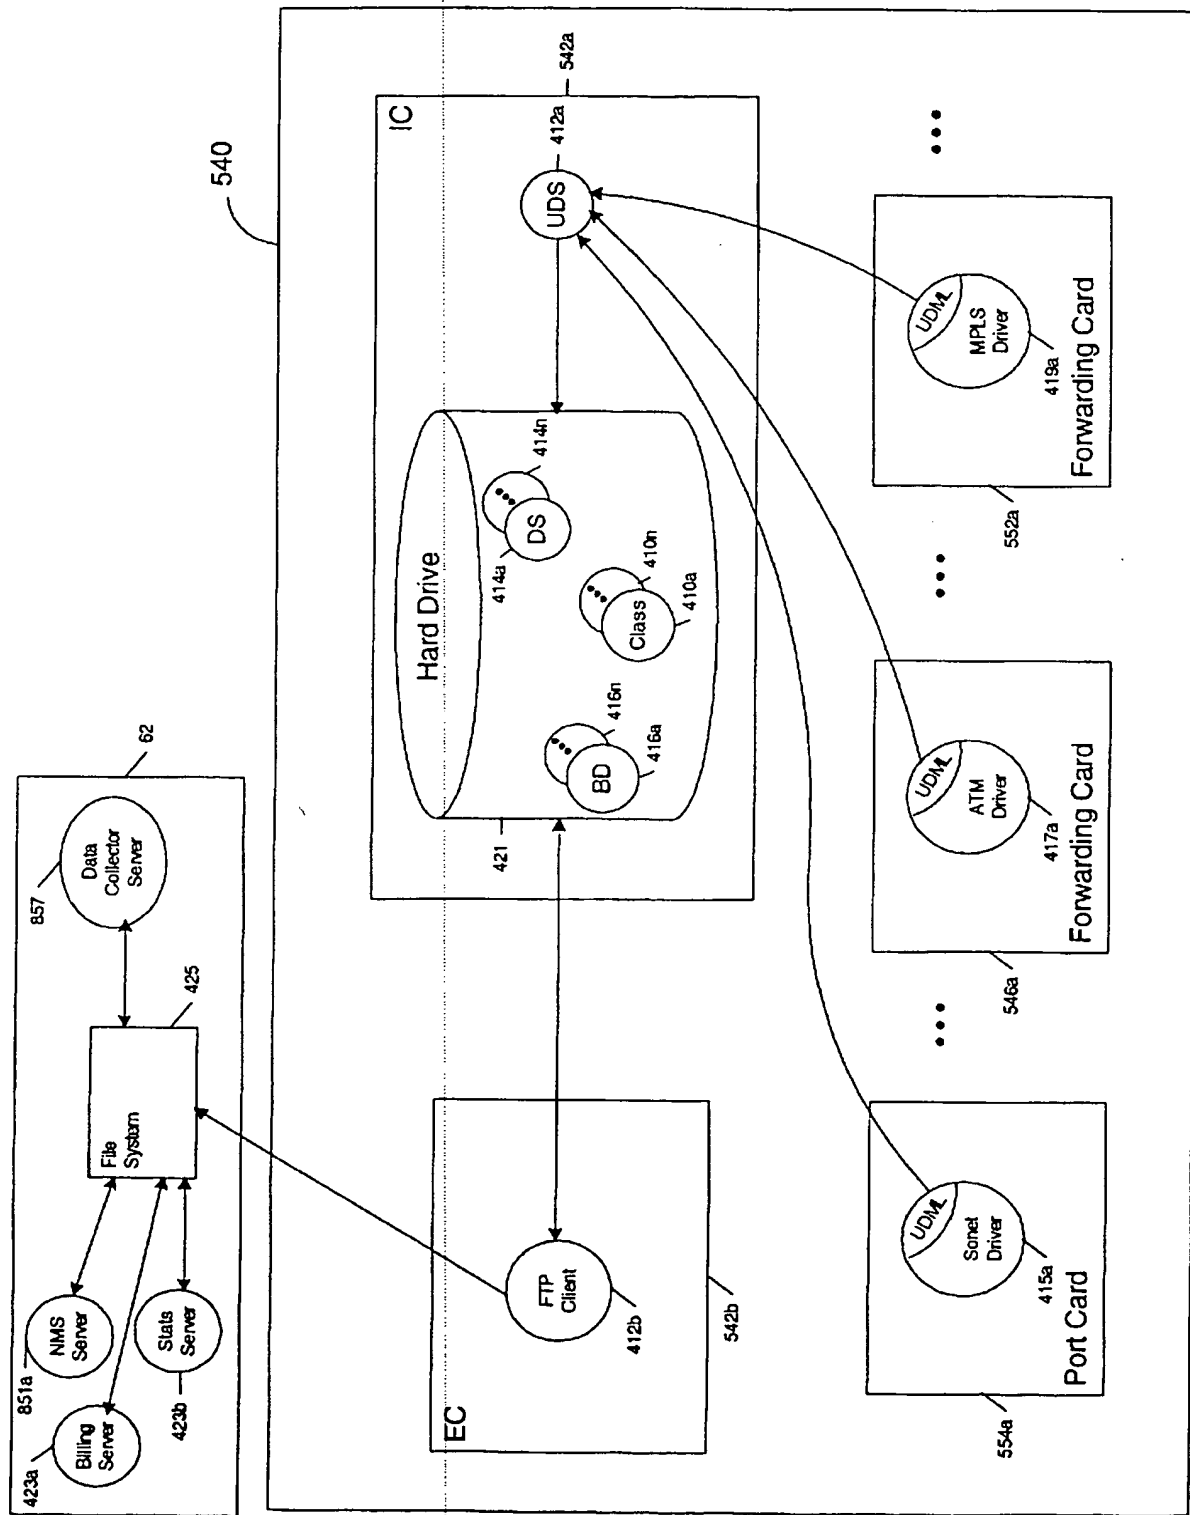 62
857
Data
Collector
Server
425
File
System
851a
NMS
Server
423a
Billing
Server
423b
Stats
Server
540
IC
542a
Hard Drive
421
UDS
412a
414n
DS
414a
410n
Class
410a
416n
BD
416a
EC
FTP
Client
412b
542b
UDML
Sonet
Driver
415a
Port Card
554a
UDML
ATM
Driver
417a
Forwarding Card
546a
UDML
MPLS
Driver
419a
Forwarding Card
552a